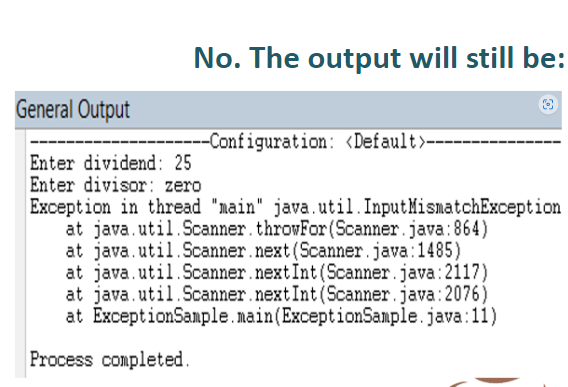 No. The output will still be:
General Output
--------------------Configuration: <Default>--------------------
Enter dividend: 25
Enter divisor: zero
Exception in thread "main" java.util.InputMismatchException
at java.util.Scanner.throwFor(Scanner.java:864)
at java.util.Scanner.next(Scanner.java:1485)
at java.util.Scanner.nextInt(Scanner.java:2117)
at java.util.Scanner.nextInt(Scanner.java:2076)
at ExceptionSample.main(ExceptionSample.java:11)
Process completed.